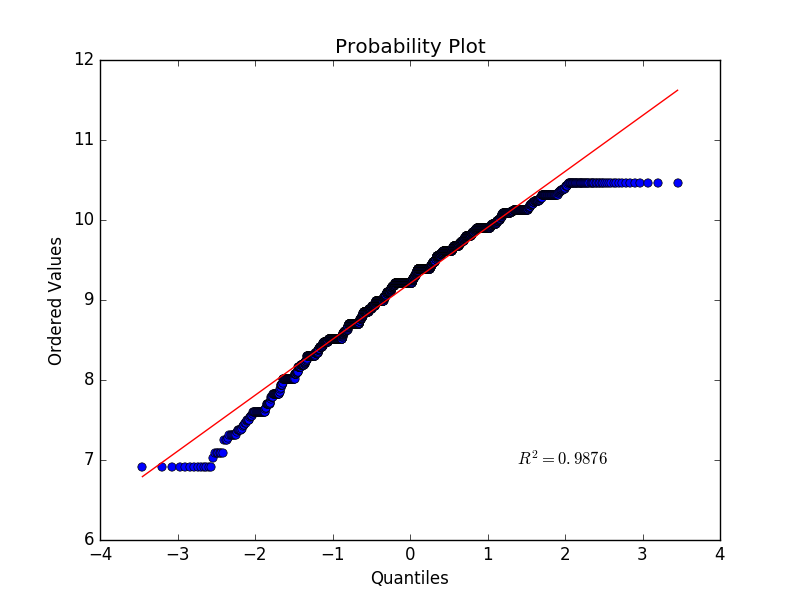 Probability Plot
12
11
10
9
8
7
6
Ordered Values
R² = 0.9876
−4 −3 −2 −1 0 1 2 3 4
Quantiles